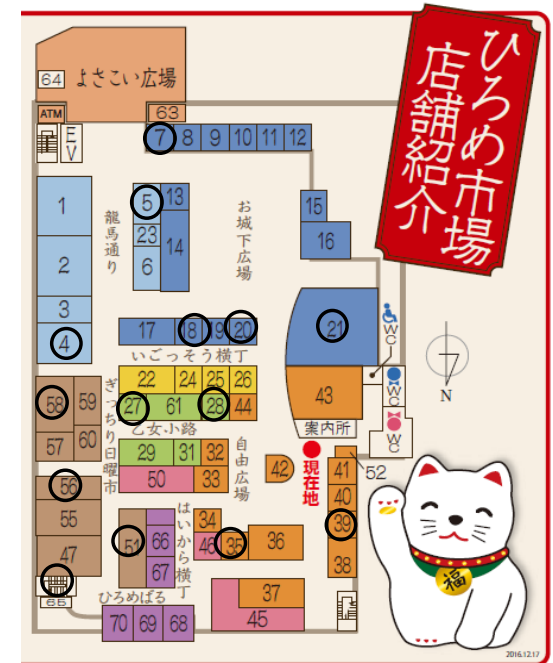 ひろめ市場
店舗紹介
64 よさこい広場
ATM
63
EV
7 8 9 10 11 12
1
2
3
4
龍馬通り
5 13
23
6 14
お城下広場
15
16
17 18 19 20
いごっそう横丁
21
WC
22 24 25 26
27 61 28 44
乙女小路
43
案内所
WC
WC
N
58 59
57 60
ぎっちり日曜市
29 31 32
50 33
自由広場
42
現在地
41
52
40
39
38
56
55
47
65
51 66
67
はいから横丁
34
46 35 36
ひろめばる
70 69 68
37
45
福
2016.12.17